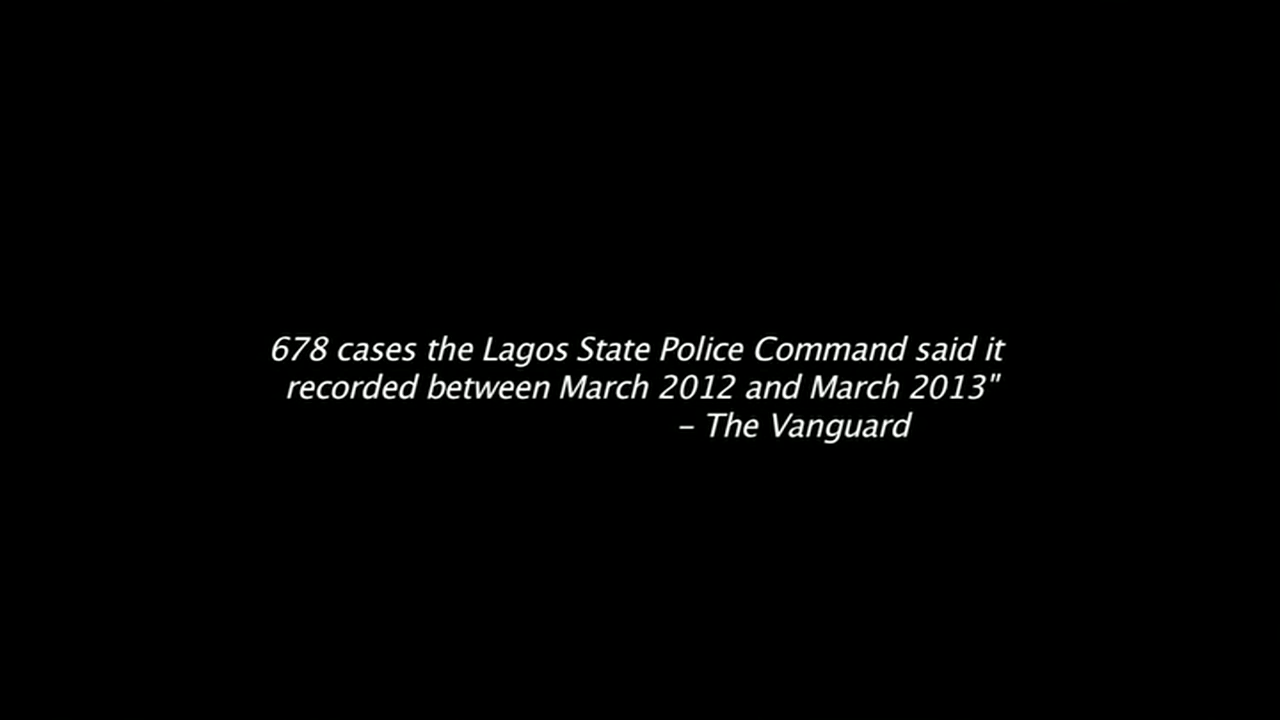 678 cases the Lagos State Police Command said it
recorded between March 2012 and March 2013"
– The Vanguard